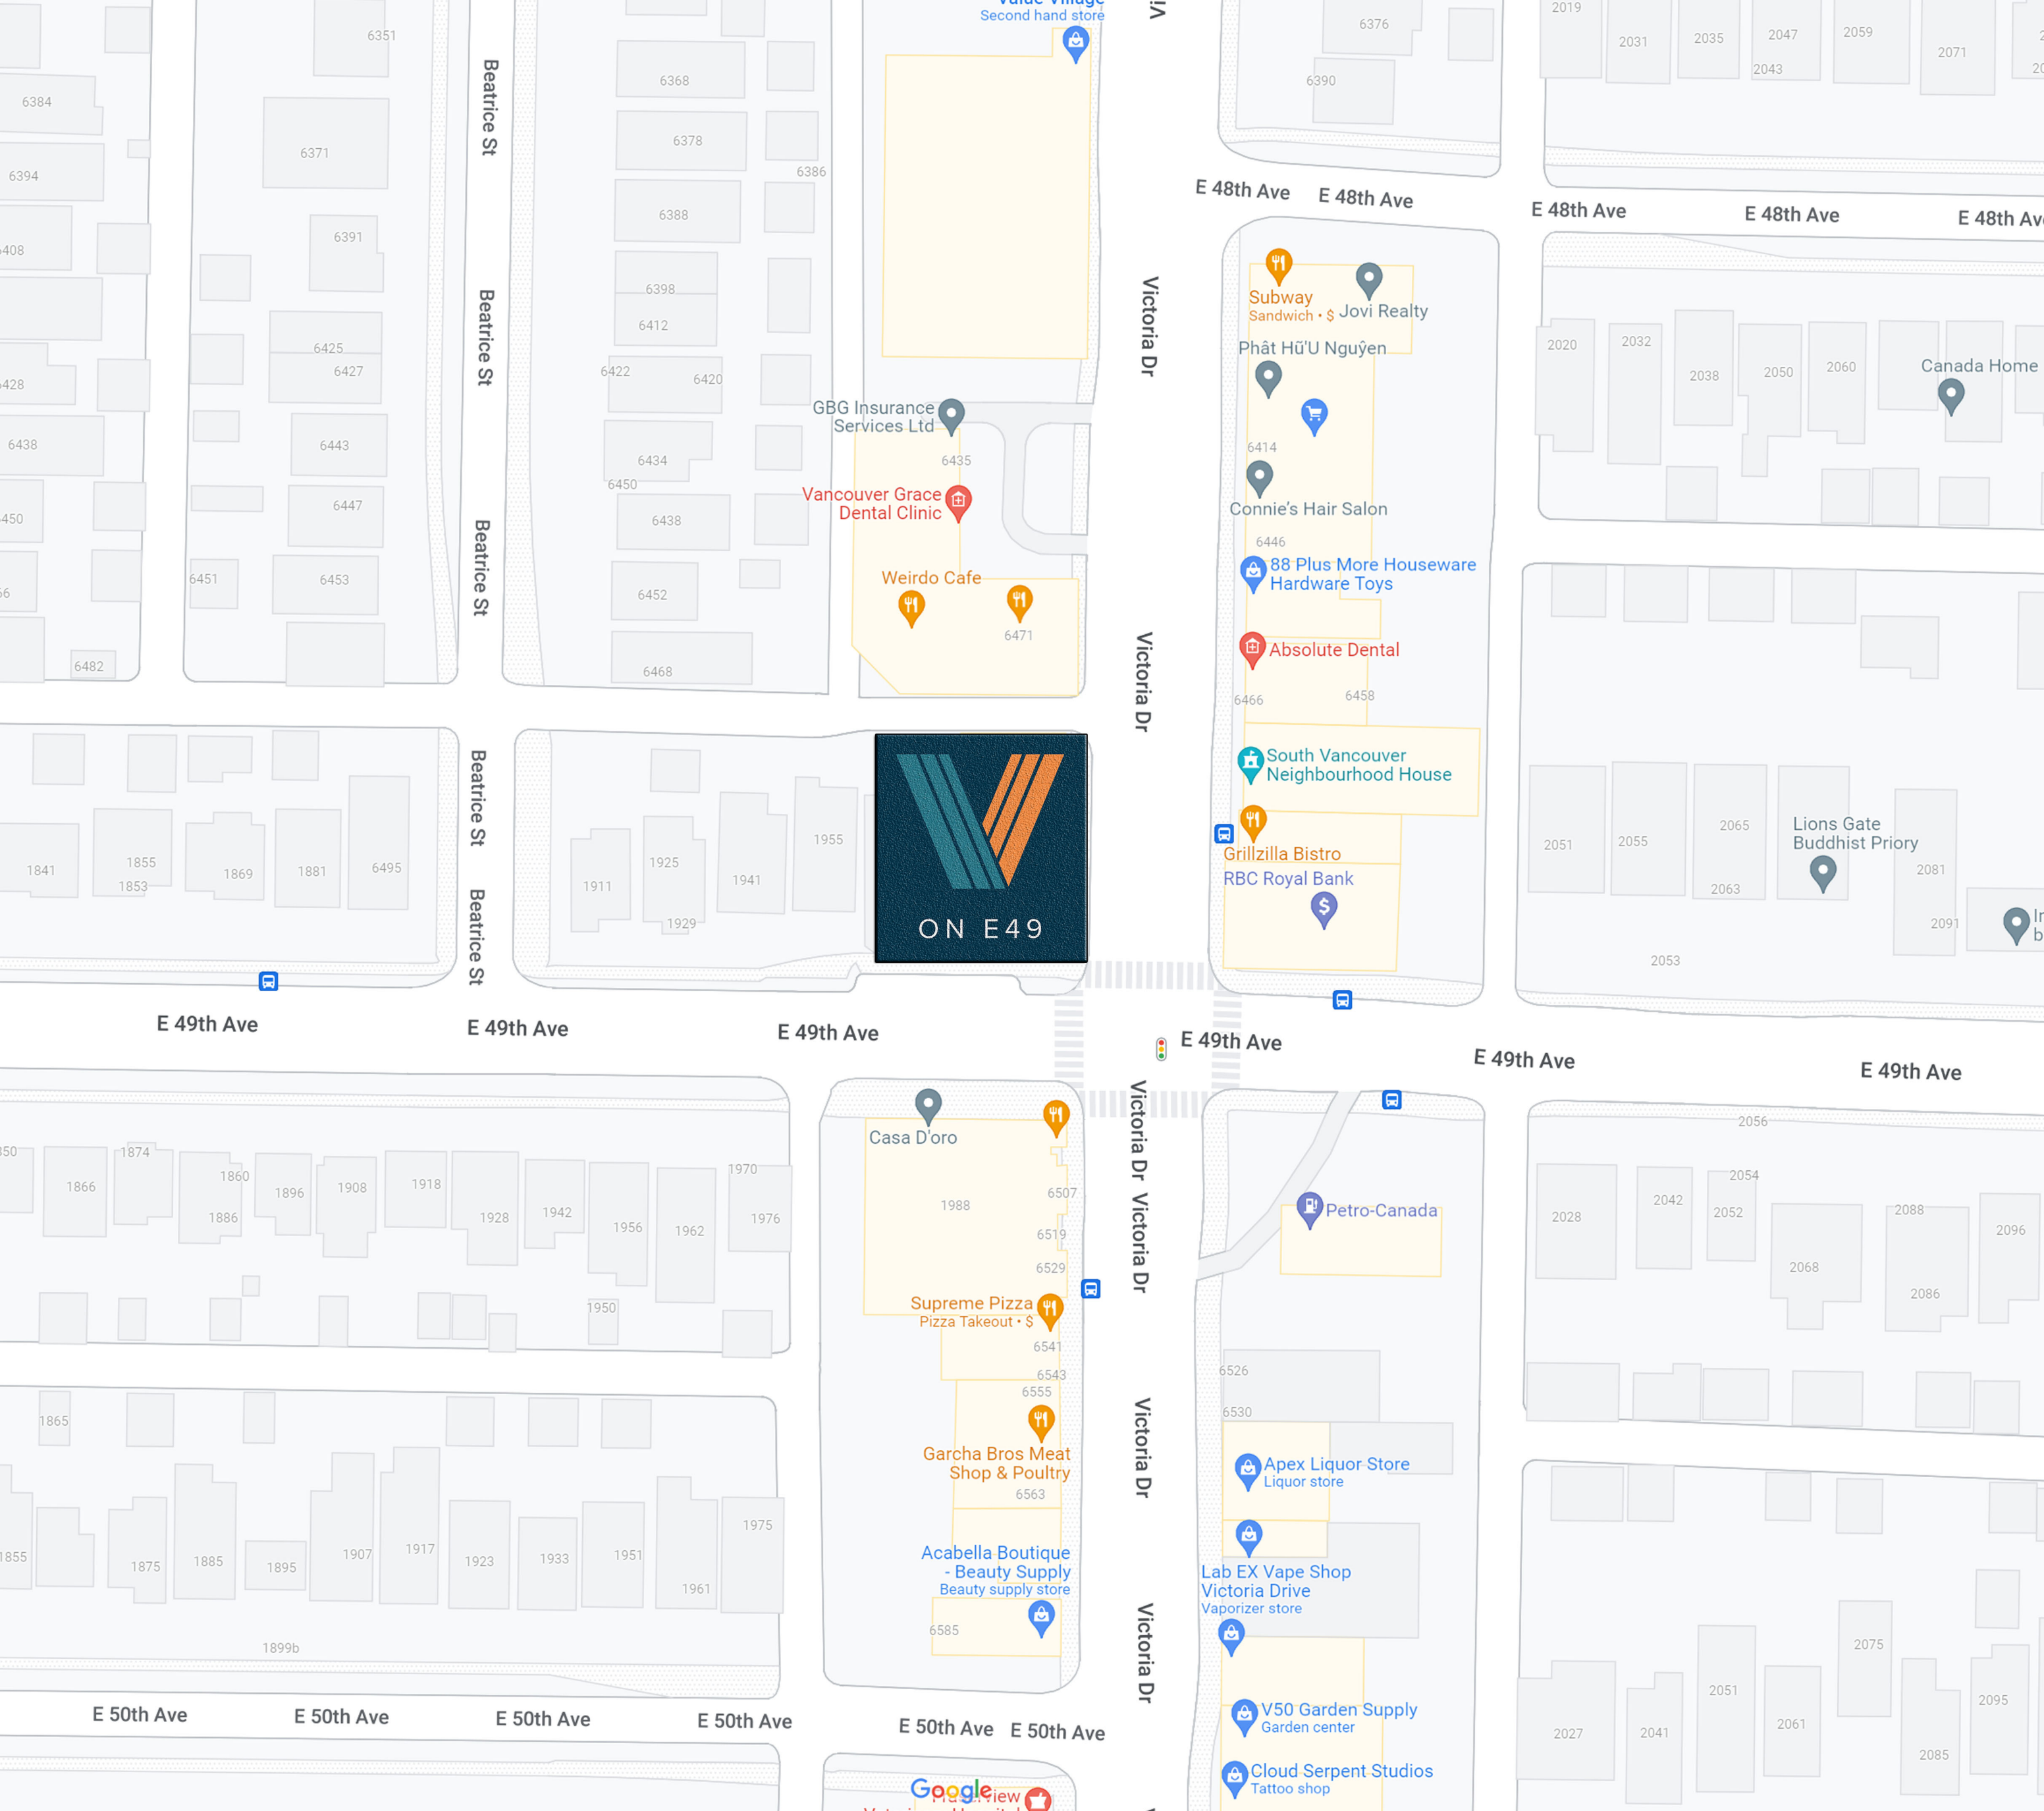 Value Village
Second hand store
6351
6376
6390
2019
2031
2035
2047
2043
2059
2071
6384
6368
6371
6378
6386
6394
6388
6391
Beatrice St
Victoria Dr
E 48th Ave
E 48th Ave
E 48th Ave
E 48th Ave
6398
6412
6425
6427
6422
6420
6438
6443
6434
6450
6447
6438
6451
6453
6452
6482
6468
Beatrice St
Beatrice St
Subway
Sandwich • $
Jovi Realty
Phât Hữ'U Nguyên
6414
Connie's Hair Salon
6446
88 Plus More Houseware
Hardware Toys
Absolute Dental
6466
6458
South Vancouver
Neighbourhood House
Grillzilla Bistro
RBC Royal Bank
GBG Insurance
Services Ltd
6435
Vancouver Grace
Dental Clinic
Weirdo Cafe
6471
Victoria Dr
2020
2032
2038
2050
2060
Canada Home
2051
2055
2065
2063
Lions Gate
Buddhist Priory
2081
2091
2053
1841
1855
1853
1869
1881
6495
Beatrice St
Beatrice St
1911
1925
1929
1941
1955
ON E49
E 49th Ave
E 49th Ave
E 49th Ave
E 49th Ave
E 49th Ave
E 49th Ave
1866
1874
1860
1886
1896
1908
1918
1928
1942
1956
1950
1962
1970
1976
Casa D'oro
1988
6507
6519
6529
Supreme Pizza
Pizza Takeout • $
6541
6543
6555
Garcha Bros Meat
Shop & Poultry
6563
Acabella Boutique
- Beauty Supply
Beauty supply store
6585
Victoria Dr
Victoria Dr
Victoria Dr
Victoria Dr
Petro-Canada
6526
6530
Apex Liquor Store
Liquor store
Lab EX Vape Shop
Victoria Drive
Vaporizer store
V50 Garden Supply
Garden center
Cloud Serpent Studios
Tattoo shop
2056
2028
2042
2054
2052
2068
2088
2086
2096
2027
2041
2051
2061
2075
2085
2095
1865
1855
1875
1885
1895
1907
1917
1923
1933
1951
1961
1975
1899b
E 50th Ave
E 50th Ave
E 50th Ave
E 50th Ave
E 50th Ave
E 50th Ave
Google